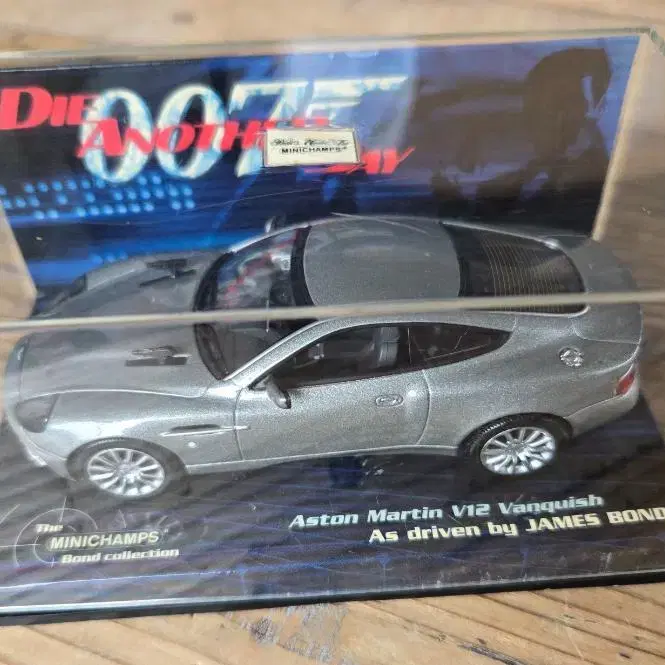 DIE
ANOTHER
007
DAY
MINICHAMPS
Aston Martin V12 Vanquish
As driven by JAMES BOND
The
MINICHAMPS
Bond collection